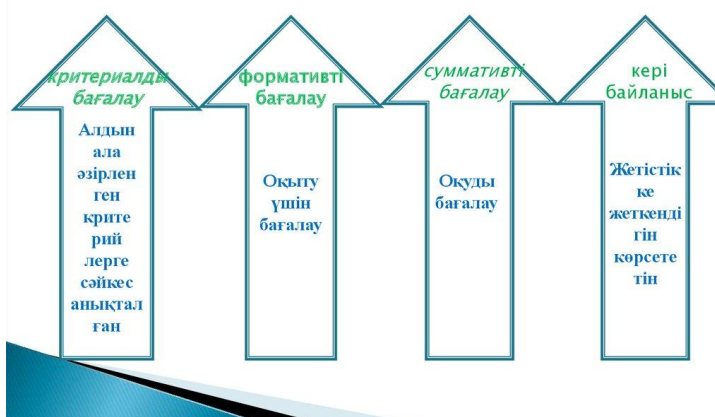 критериалды
бағалау
Алдын
ала
әзірлен
ген
крите
рий
лерге
сәйкес
анықтал
ған
формативті
бағалау
Оқыту
үшін
бағалау
суммативті
бағалау
Оқуды
бағалау
кері
байланыс
Жетістік
ке
жеткенді
гін
көрсете
тін